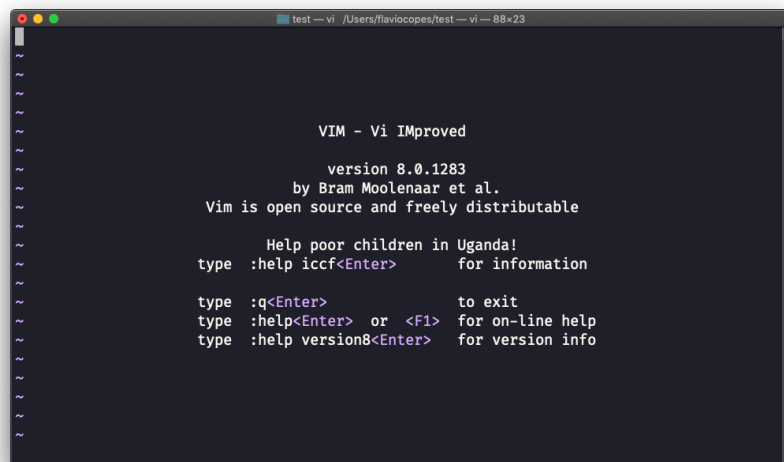 test — vi /Users/flaviocopes/test — vi — 88×23
~
~
~
~
~ VIM - Vi IMproved
~
~ version 8.0.1283
~ by Bram Moolenaar et al.
~ Vim is open source and freely distributable
~
~ Help poor children in Uganda!
~ type :help iccf<Enter> for information
~
~ type :q<Enter> to exit
~ type :help<Enter> or <F1> for on-line help
~ type :help version8<Enter> for version info
~
~
~
~
~